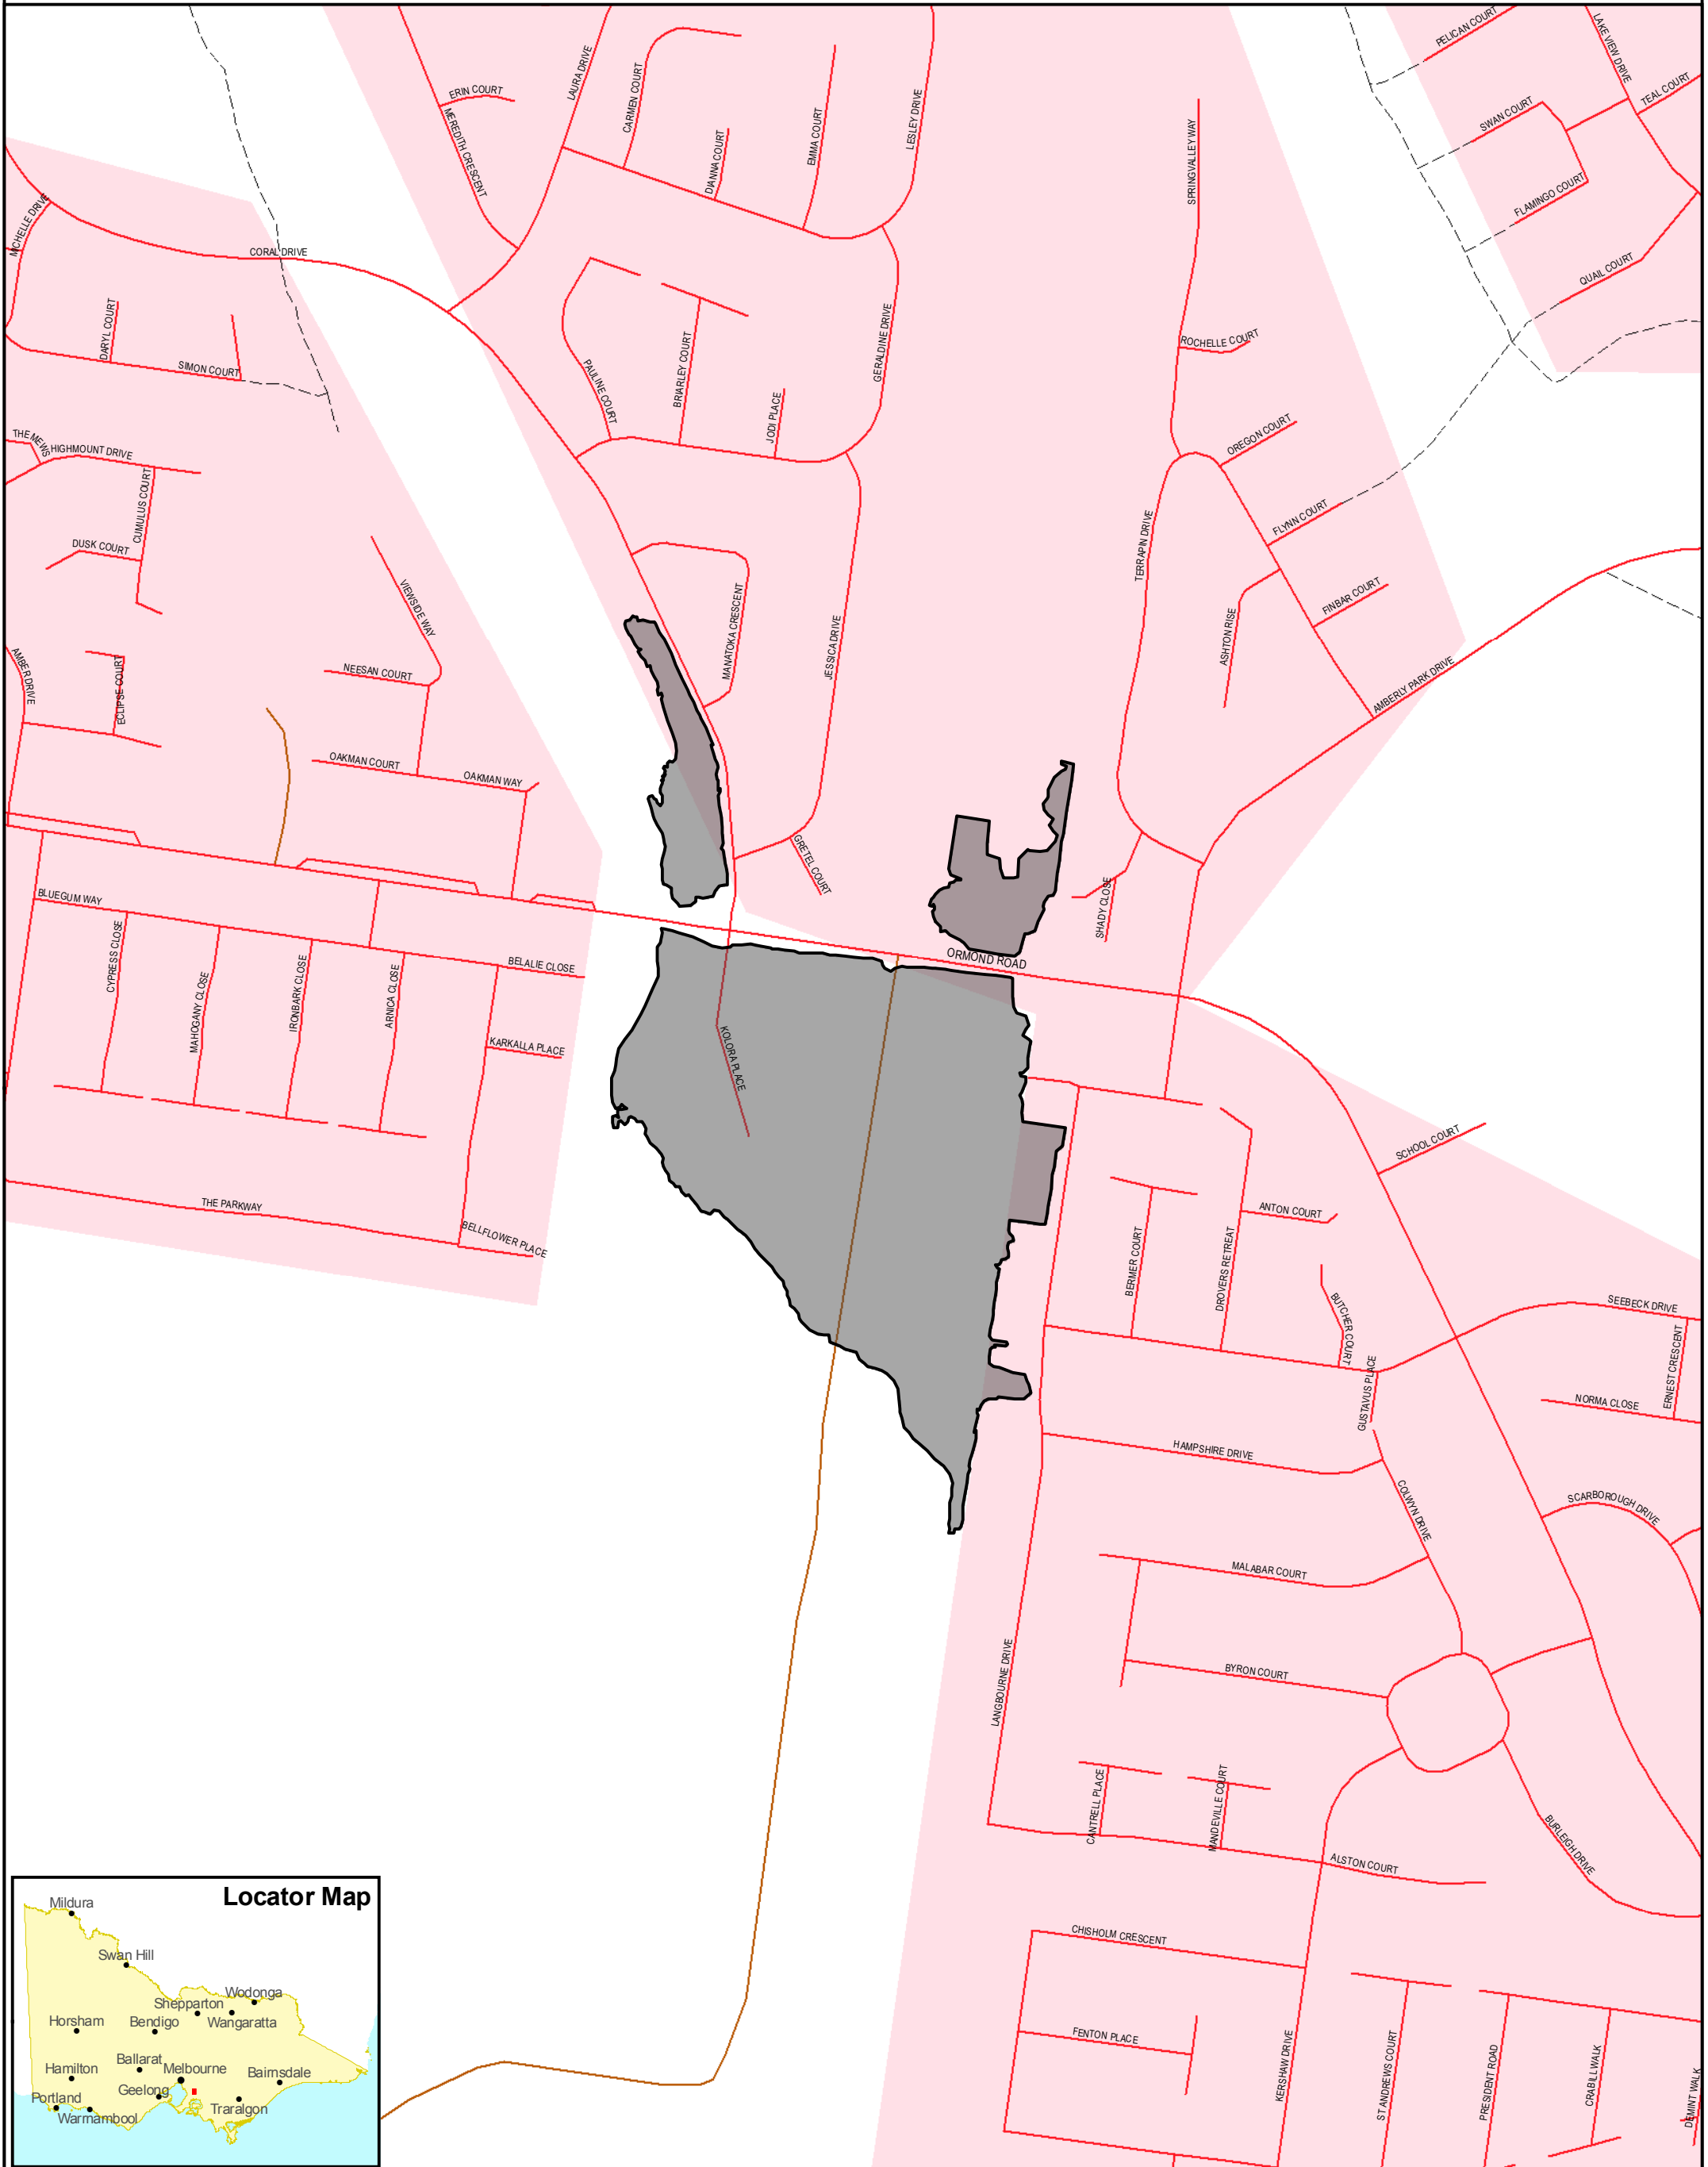 PELICAN COURT
LAKE VIEW DRIVE
TEAL COURT
SWAN COURT
FLAMINGO COURT
QUAIL COURT
ERIN COURT
MEREDITH CRESCENT
LAURA DRIVE
CARMEN COURT
DIANNA COURT
EMMA COURT
LESLEY DRIVE
SPRINGVALLEY WAY
MICHELLE DRIVE
CORAL DRIVE
DARYL COURT
SIMON COURT
PAULINE COURT
BRIARLEY COURT
JODI PLACE
GERALDINE DRIVE
ROCHELLE COURT
OREGON COURT
FLYNN COURT
THE MEWS
HIGHMOUNT DRIVE
CUMULUS COURT
DUSK COURT
VIEWSIDE WAY
MANATOKA CRESCENT
JESSICA DRIVE
TERRAPIN DRIVE
ASHTON RISE
FINBAR COURT
AMBERLY PARK DRIVE
AMBER DRIVE
ECLIPSE COURT
NEESAN COURT
OAKMAN COURT
OAKMAN WAY
GRETEL COURT
SHADY CLOSE
BLUEGUM WAY
CYPRESS CLOSE
MAHOGANY CLOSE
IRONBARK CLOSE
ARNICA CLOSE
BELALIE CLOSE
ORMOND ROAD
KARKALLA PLACE
KOLORA PLACE
SCHOOL COURT
THE PARKWAY
BELLFLOWER PLACE
BERMER COURT
DROVERS RETREAT
ANTON COURT
BUTCHER COURT
GUSTAVUS PLACE
SEEBECK DRIVE
ERNEST CRESCENT
NORMA CLOSE
HAMPSHIRE DRIVE
COLWYN DRIVE
SCARBOROUGH DRIVE
MALABAR COURT
LANGBOURNE DRIVE
BYRON COURT
CANTRELL PLACE
MANDEVILLE COURT
ALSTON COURT
BURLEIGH DRIVE
CHISHOLM CRESCENT
FENTON PLACE
KERSHAW DRIVE
ST ANDREWS COURT
PRESIDENT ROAD
CRABILL WALK
DEMINT WALK
Locator Map
Mildura
Swan Hill
Wodonga
Shepparton
Wangaratta
Horsham
Bendigo
Ballarat
Hamilton
Melbourne
Bairnsdale
Geelong
Portland
Warrnambool
Traralgon